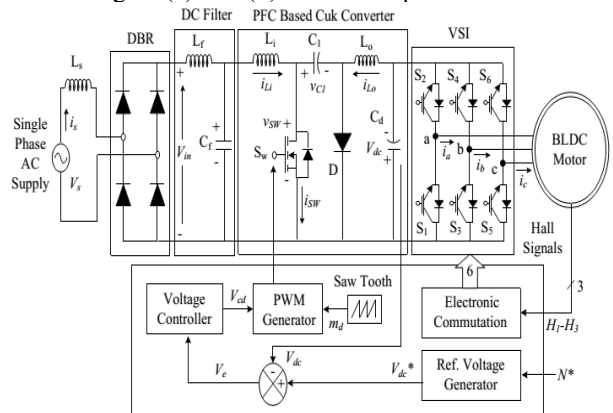 DC Filter
PFC Based Cuk Converter
DBR
VSI
Ls
Lf
Li
C1
Lo
is
iLi
vC1
iLo
S2
S4
S6
Single
Phase
AC
Supply
Vs
Vin
Cf
vSW
Sw
iSW
D
Cd
Vdc
a
ia
b
ib
c
ic
BLDC
Motor
S1
S3
S5
Hall
Signals
6
3
Voltage
Controller
Vcd
PWM
Generator
Saw Tooth
md
Electronic
Commutation
H1-H3
Ve
Vdc
Vdc*
Ref. Voltage
Generator
N*